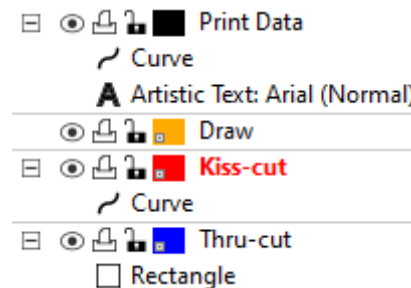 Print Data
Curve
Artistic Text: Arial (Normal)
Draw
Kiss-cut
Curve
Thru-cut
Rectangle